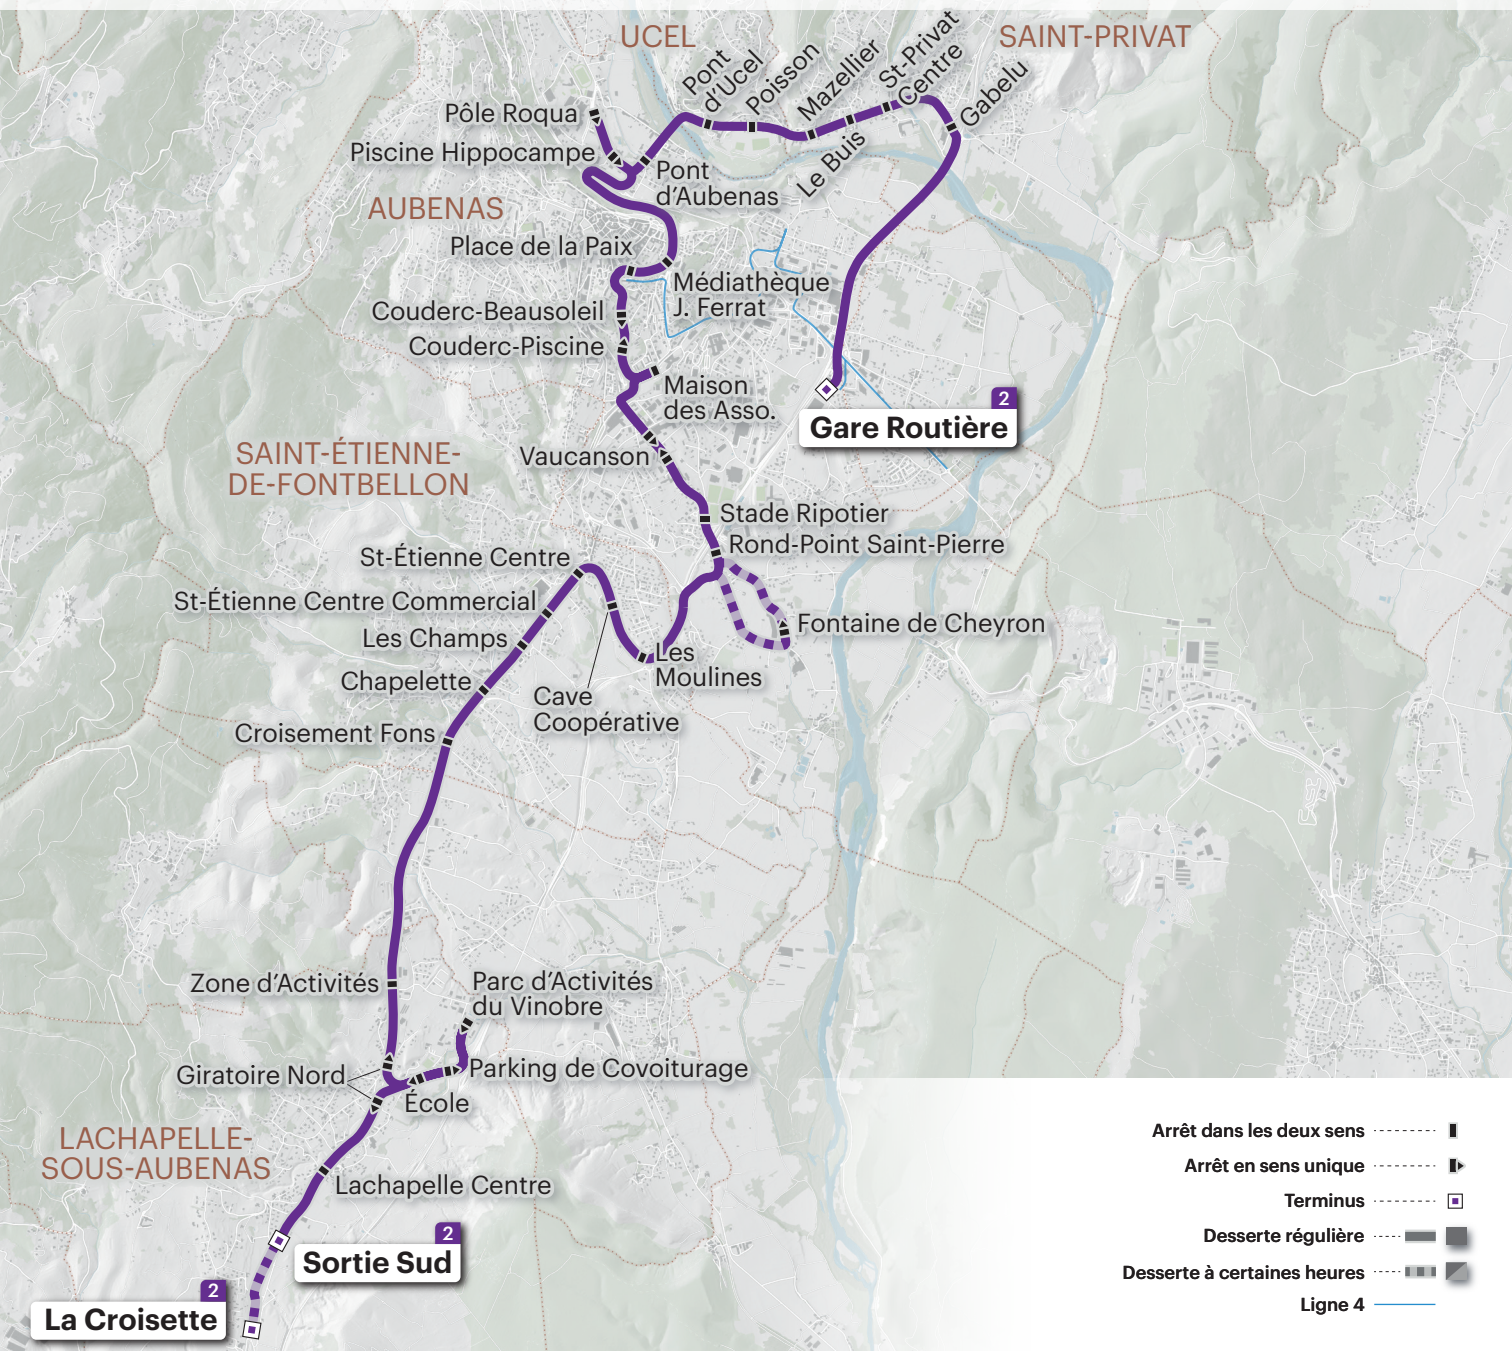 UCEL
SAINT-PRIVAT
Pont
d'Ucel
Poisson
Mazellier
St-Privat
Centre
Gabelu
Le Buis
Pôle Roqua
Piscine Hippocampe
Pont
d'Aubenas
AUBENAS
Place de la Paix
Médiathèque
J. Ferrat
Couderc-Beausoleil
Couderc-Piscine
Maison
des Asso.
2
Gare Routière
SAINT-ÉTIENNE-
DE-FONTBELLON
Vaucanson
Stade Ripotier
Rond-Point Saint-Pierre
St-Étienne Centre
St-Étienne Centre Commercial
Fontaine de Cheyron
Les Champs
Les
Moulines
Chapelette
Cave
Coopérative
Croisement Fons
Zone d'Activités
Parc d'Activités
du Vinobre
Giratoire Nord
Parking de Covoiturage
École
LACHAPELLE-
SOUS-AUBENAS
Lachapelle Centre
2
Sortie Sud
2
La Croisette
Arrêt dans les deux sens
Arrêt en sens unique
Terminus
Desserte régulière
Desserte à certaines heures
Ligne 4